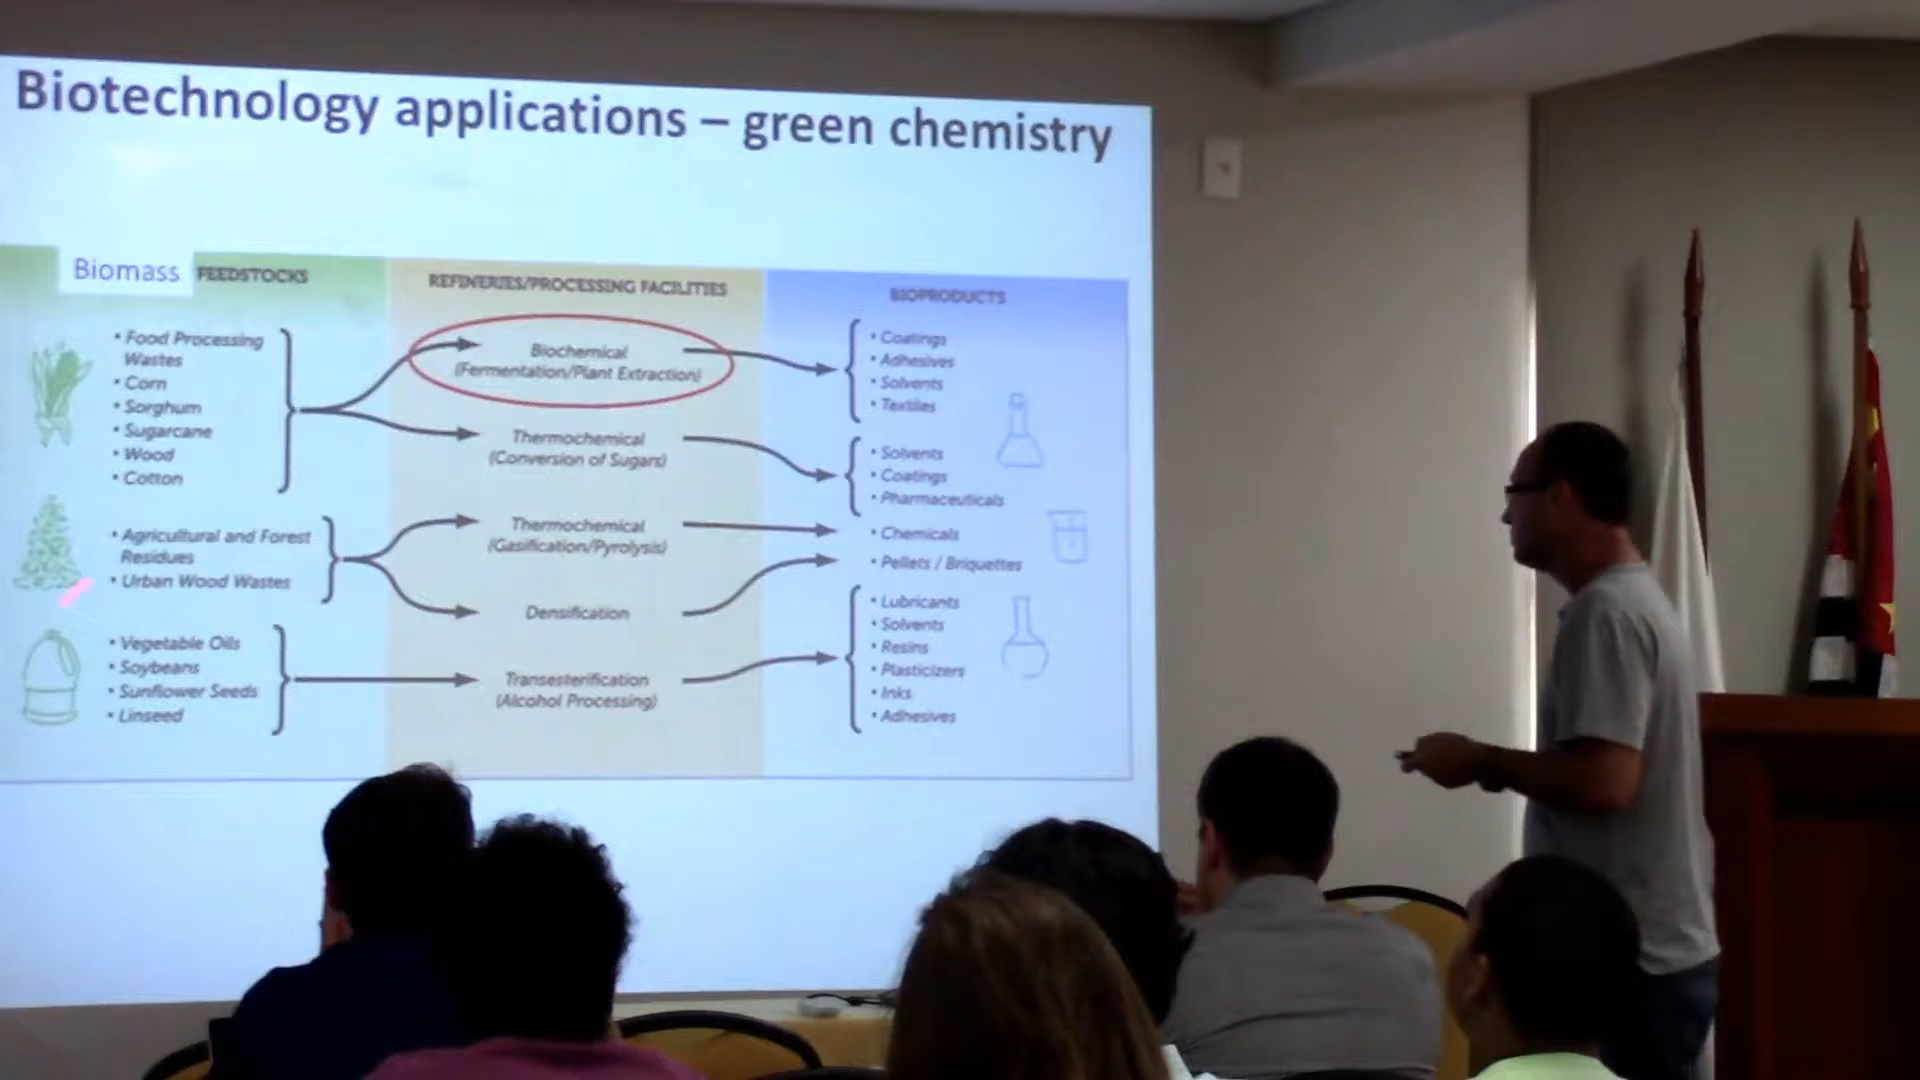 Biotechnology applications – green chemistry
Biomass FEEDSTOCKS
• Food Processing
Wastes
• Corn
• Sorghum
• Sugarcane
• Wood
• Cotton
• Agricultural and Forest
Residues
• Urban Wood Wastes
• Vegetable Oils
• Soybeans
• Sunflower Seeds
• Linseed
REFINERIES/PROCESSING FACILITIES
Biochemical
(Fermentation/Plant Extraction)
Thermochemical
(Conversion of Sugars)
Thermochemical
(Gasification/Pyrolysis)
Densification
Transesterification
(Alcohol Processing)
BIOPRODUCTS
• Coatings
• Adhesives
• Solvents
• Textiles
• Solvents
• Coatings
• Pharmaceuticals
• Chemicals
• Pellets / Briquettes
• Lubricants
• Solvents
• Resins
• Plasticizers
• Inks
• Adhesives